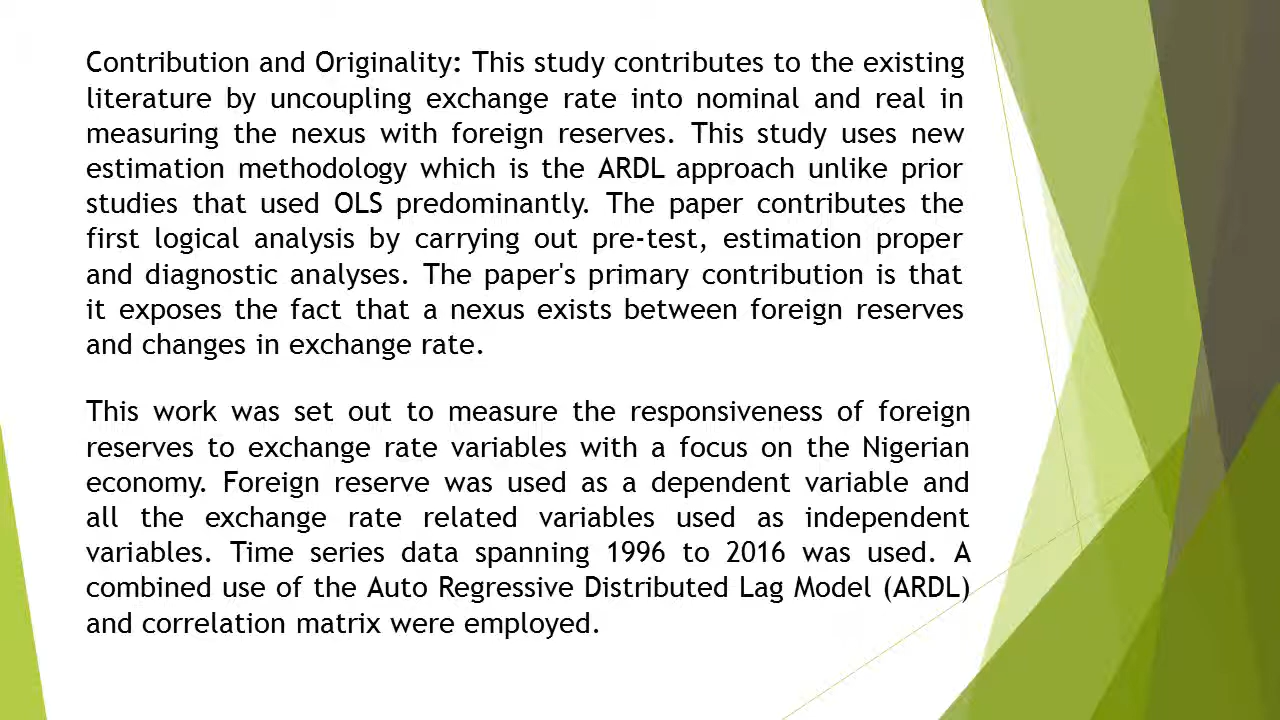 Contribution and Originality: This study contributes to the existing
literature by uncoupling exchange rate into nominal and real in
measuring the nexus with foreign reserves. This study uses new
estimation methodology which is the ARDL approach unlike prior
studies that used OLS predominantly. The paper contributes the
first logical analysis by carrying out pre-test, estimation proper
and diagnostic analyses. The paper's primary contribution is that
it exposes the fact that a nexus exists between foreign reserves
and changes in exchange rate.
This work was set out to measure the responsiveness of foreign
reserves to exchange rate variables with a focus on the Nigerian
economy. Foreign reserve was used as a dependent variable and
all the exchange rate related variables used as independent
variables. Time series data spanning 1996 to 2016 was used. A
combined use of the Auto Regressive Distributed Lag Model (ARDL)
and correlation matrix were employed.